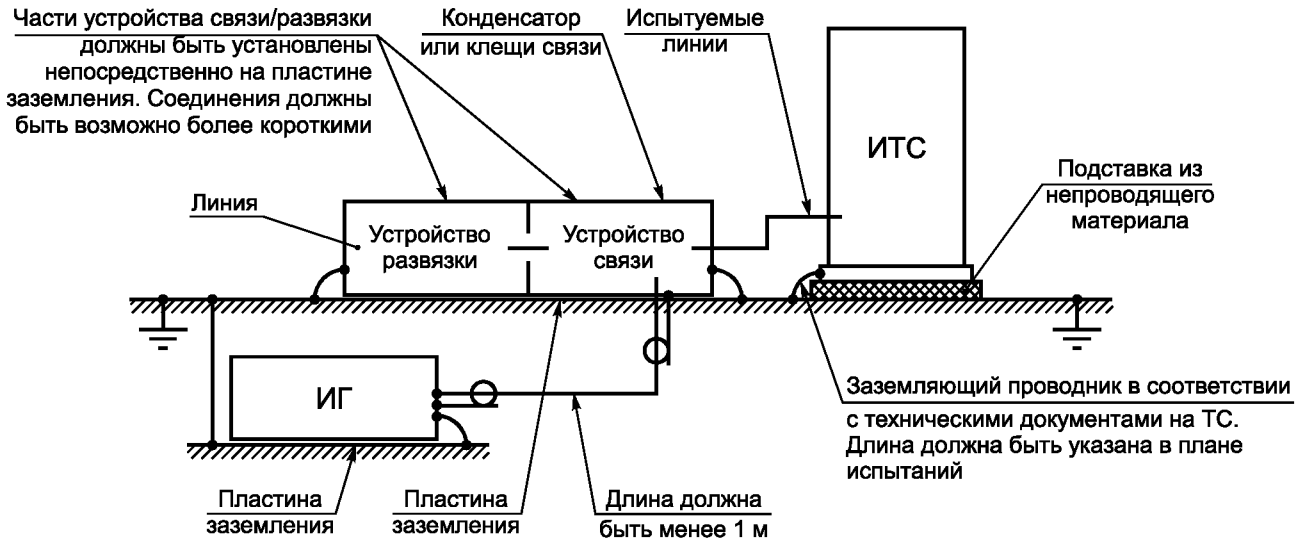 Части устройства связи/развязки
должны быть установлены
непосредственно на пластине
заземления. Соединения должны
быть возможно более короткими
Конденсатор
или клещи связи
Испытуемые
линии
ИТС
Подставка из
непроводящего
материала
Линия
Устройство
развязки
Устройство
связи
ИГ
Заземляющий проводник в соответствии
с техническими документами на ТС.
Длина должна быть указана в плане
испытаний
Пластина
заземления
Пластина
заземления
Длина должна
быть менее 1 м